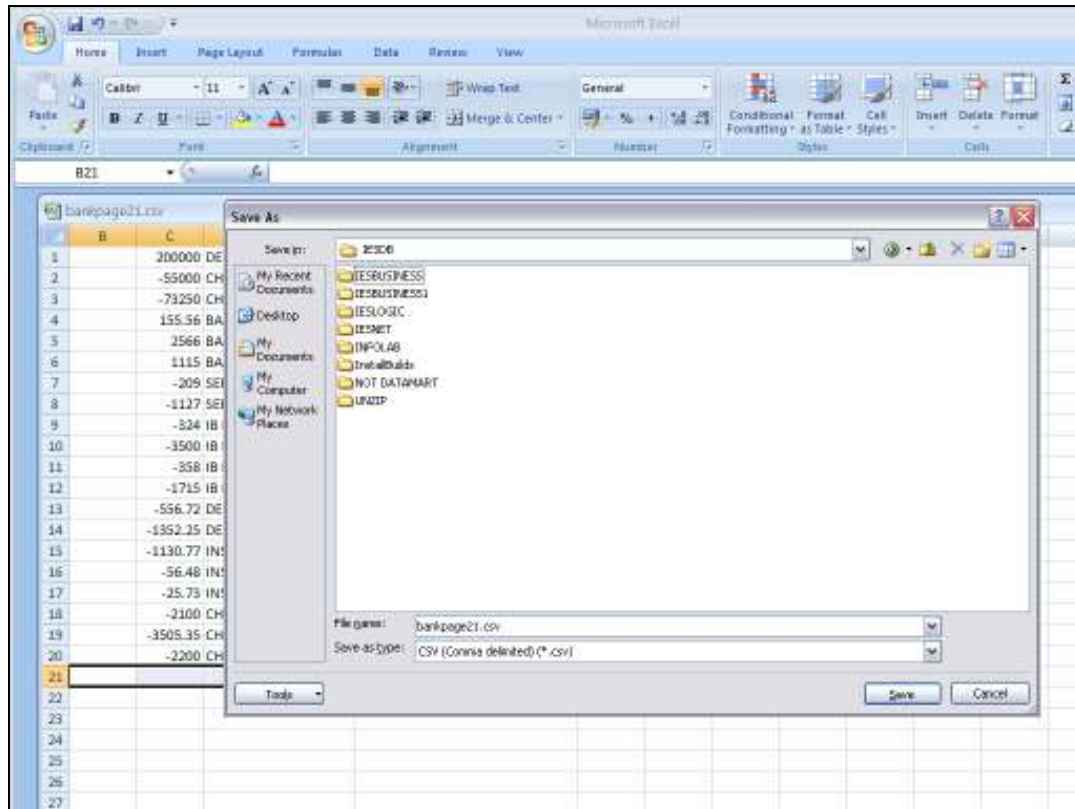 Microsoft Excel
Home Insert Page Layout Formulas Data Review View
Calibri 11 A A Wrap Text General
Paste B I U Merge & Center % Conditional Formatting Format as Table Cell Styles Insert Delete Format
Clipboard Font Alignment Number Styles Cells
B21 fx
bankpage21.csv
B C
1 200000 DE
2 -55000 CH
3 -73250 CH
4 155.56 BA
5 2566 BA
6 1115 BA
7 -209 SE
8 -1127 SE
9 -324 IB
10 -3500 IB
11 -358 IB
12 -1715 IB
13 -556.72 DE
14 -1352.25 DE
15 -1130.77 INS
16 -56.48 INS
17 -25.73 INS
18 -2100 CH
19 -3505.35 CH
20 -2200 CH
21
22
23
24
25
26
27
Save As
Save in: IESDB
My Recent Documents
Desktop
My Documents
My Computer
My Network Places
IESBUSINESS
IESBUSINESS1
IESLOGIC
IESNET
INFOLAB
InstallBuilds
NOT DATAMART
UNZIP
File name: bankpage21.csv
Save as type: CSV (Comma delimited) (*.csv)
Tools Save Cancel